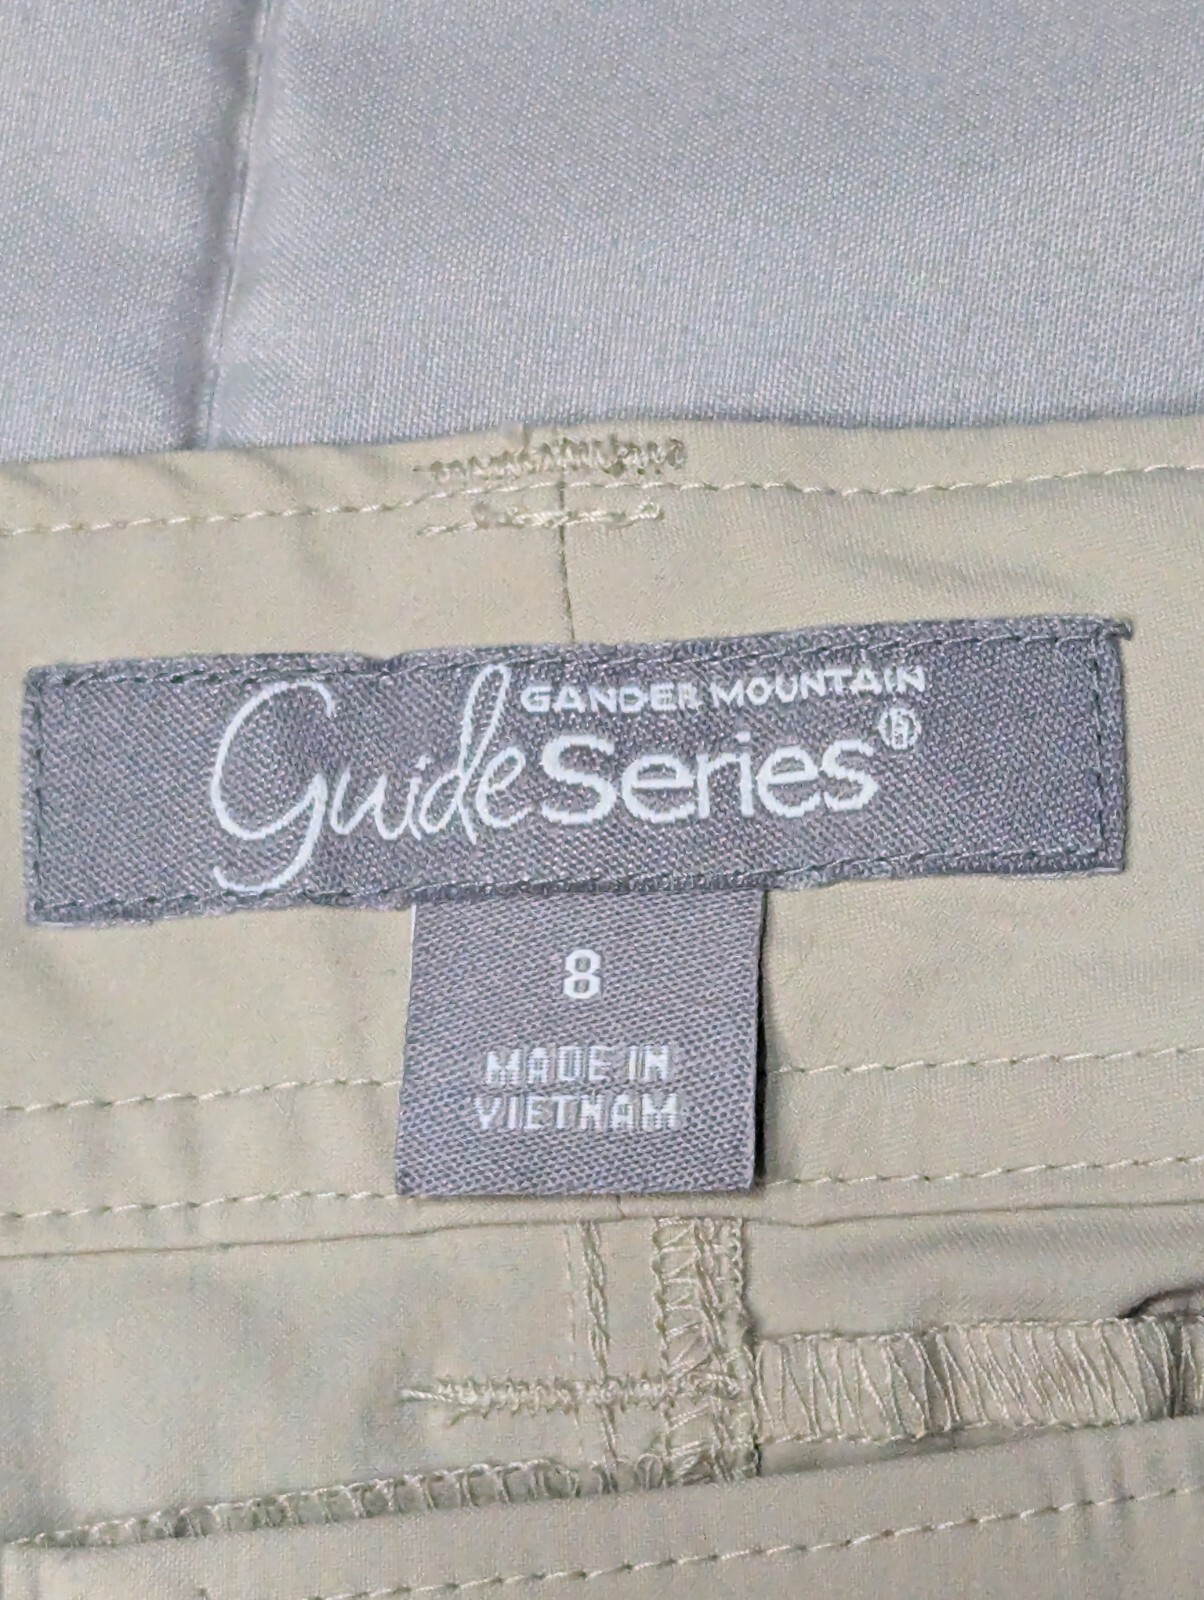 GANDER MOUNTAIN
GuideSeries®
8
MADE IN
VIETNAM